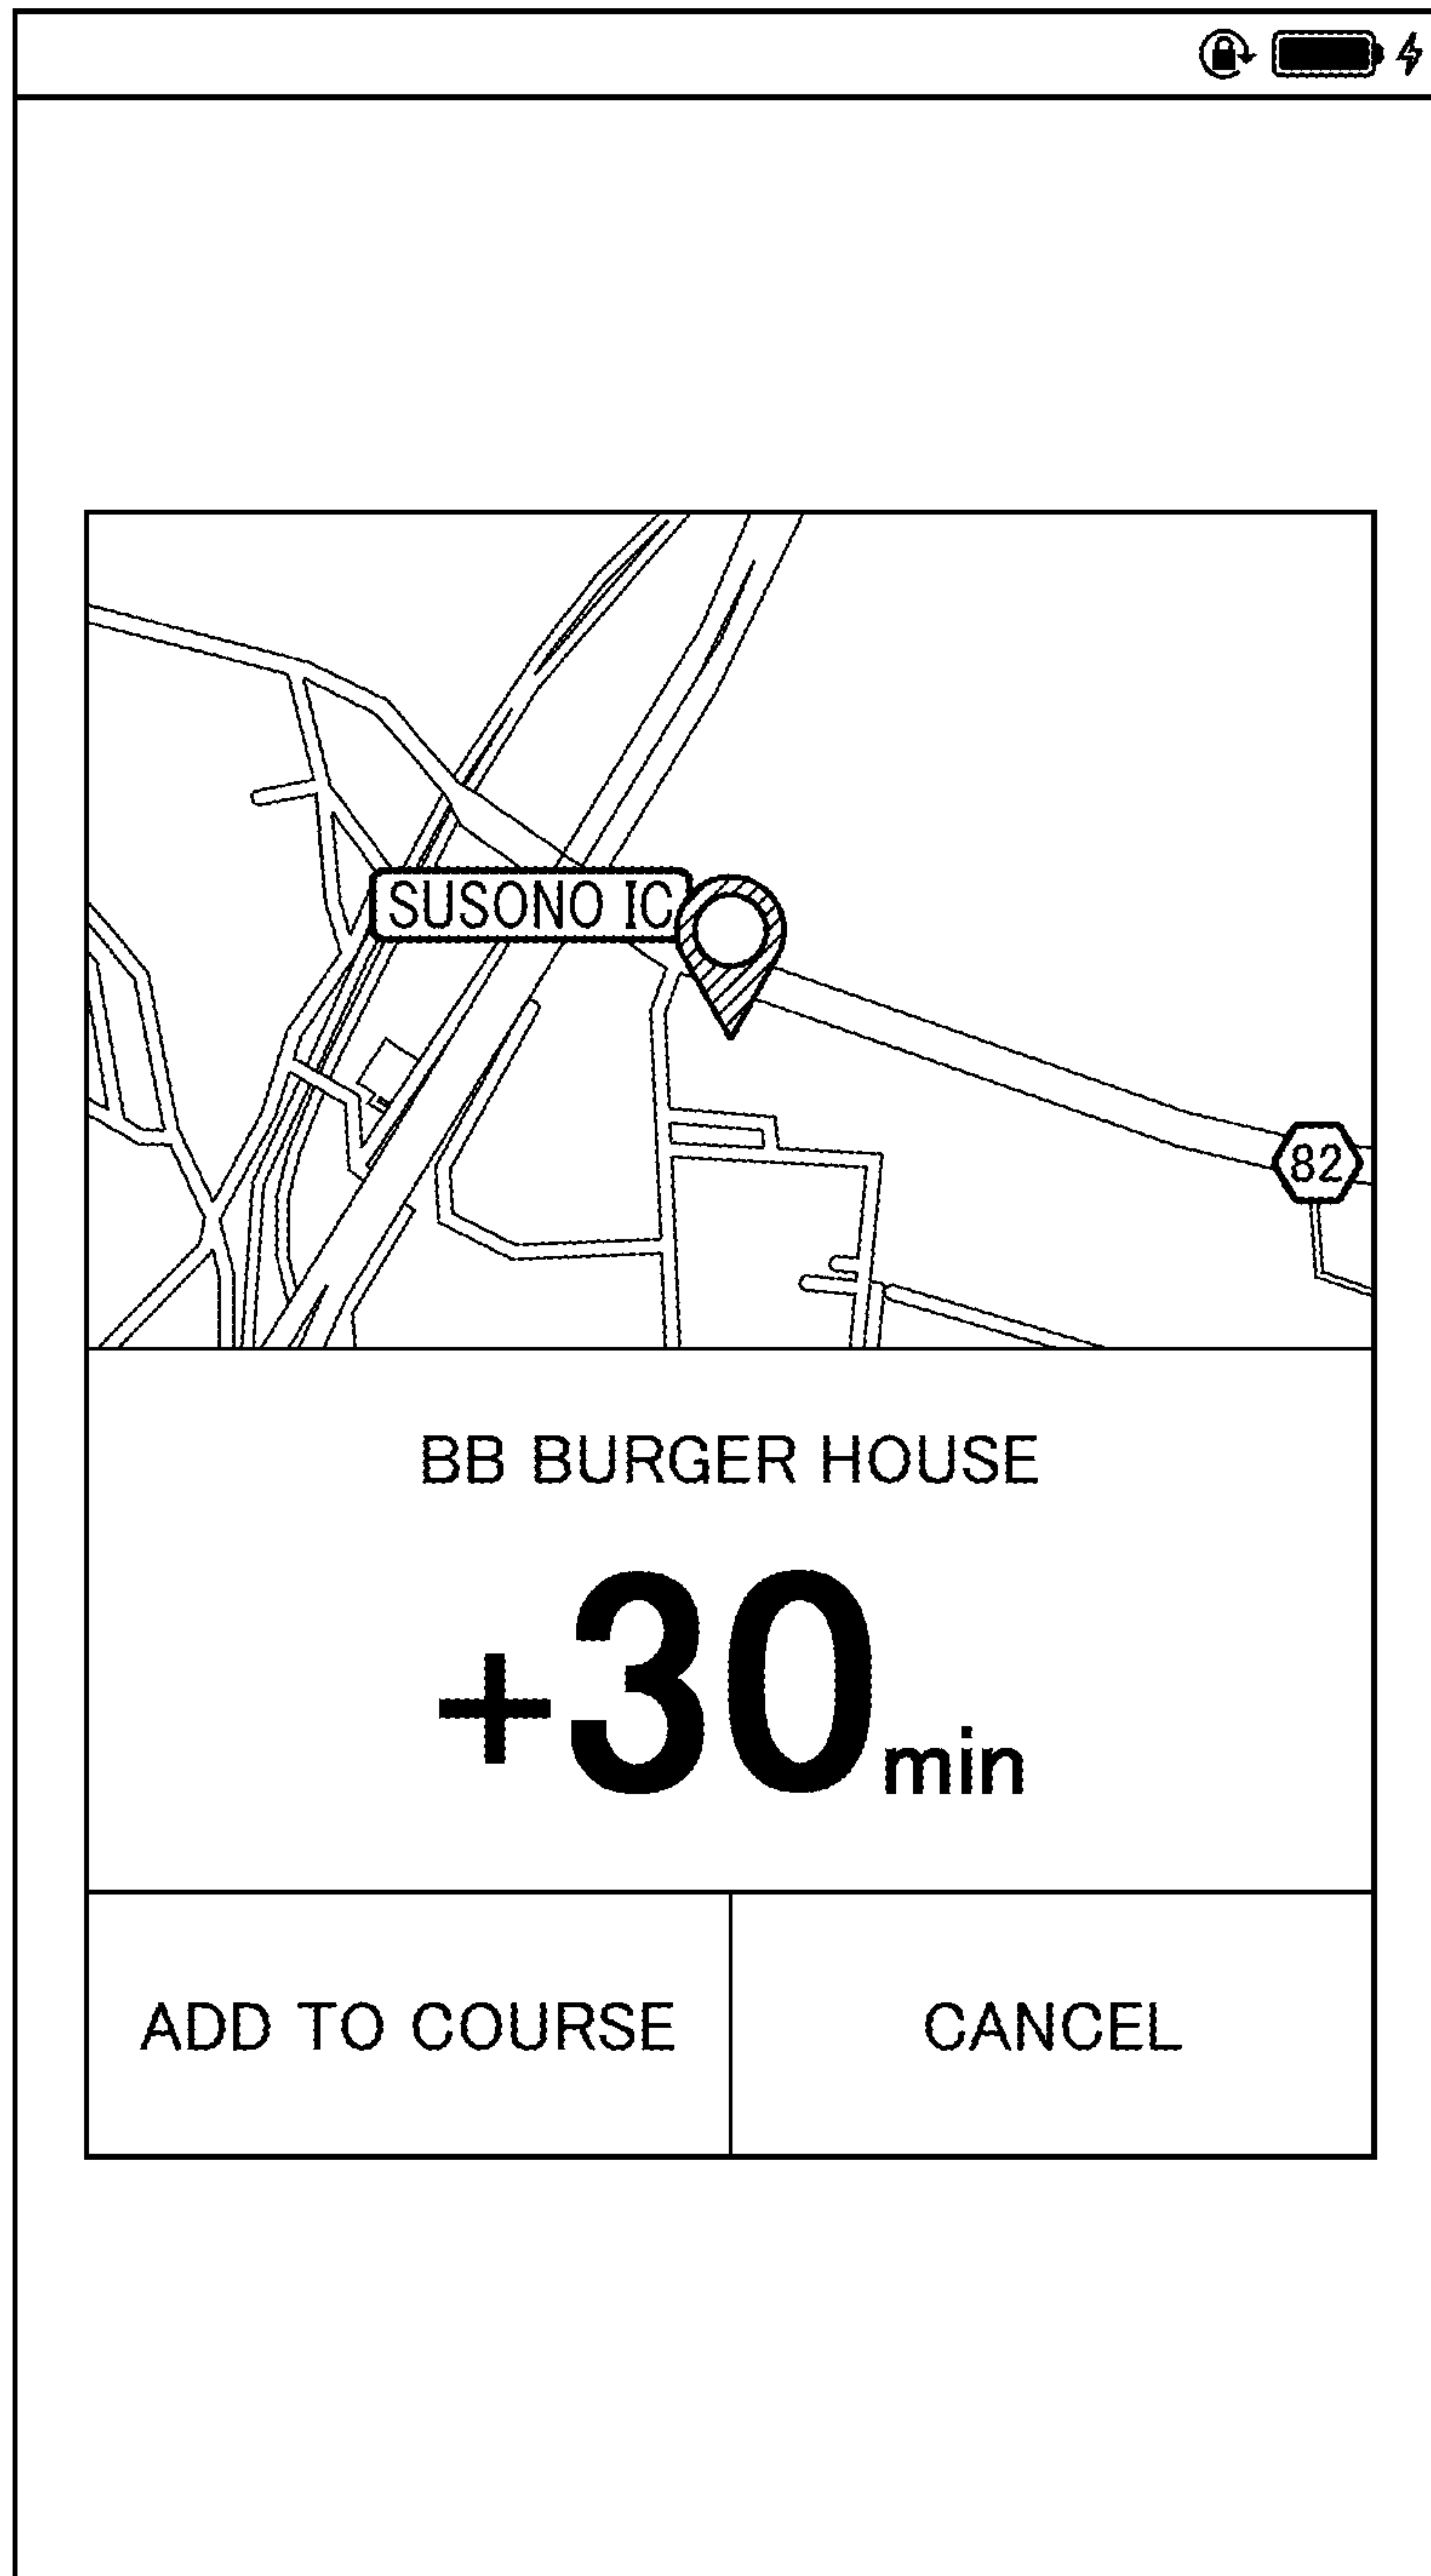 SUSONO IC
82
BB BURGER HOUSE
+30min
ADD TO COURSE
CANCEL